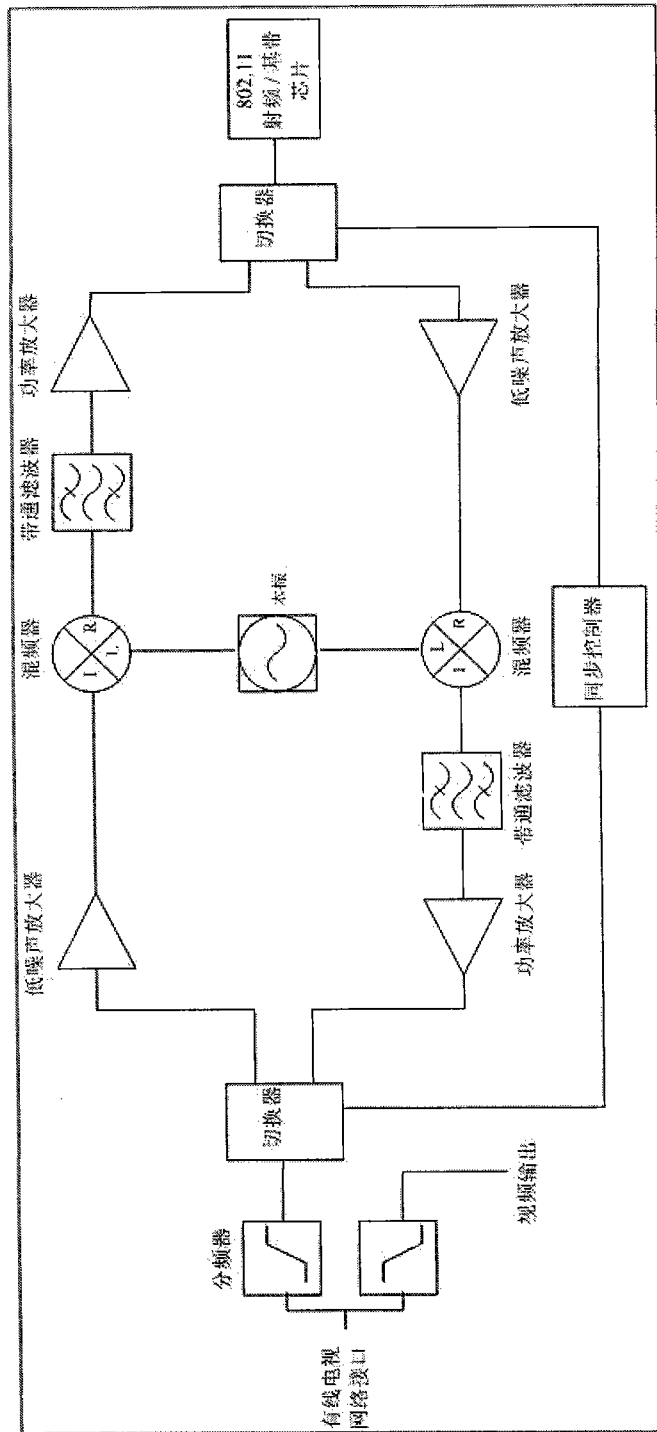 有线电视
网络接口
分频器
视频输出
切换器
低噪声放大器
混频器
I
R
L
带通滤波器
功率放大器
本振
功率放大器
带通滤波器
混频器
L
I
R
低噪声放大器
切换器
同步控制器
802.11
射频/基带
芯片